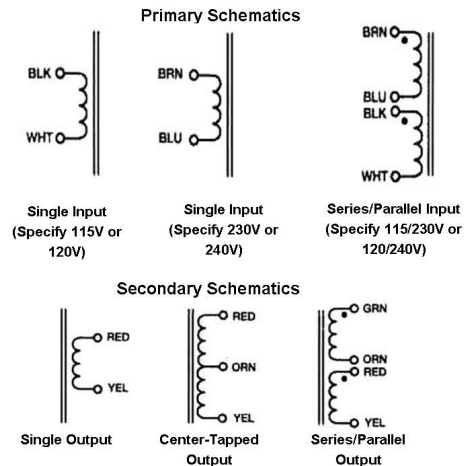 Primary Schematics
BLK
WHT
BRN
BLU
BRN
BLU
BLK
WHT
Single Input
(Specify 115V or
120V)
Single Input
(Specify 230V or
240V)
Series/Parallel Input
(Specify 115/230V or
120/240V)
Secondary Schematics
RED
YEL
RED
ORN
YEL
GRN
ORN
RED
YEL
Single Output
Center-Tapped
Output
Series/Parallel
Output